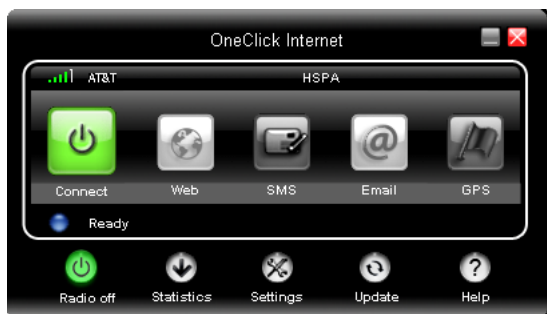 OneClick Internet
AT&T HSPA
Connect Web SMS Email GPS
Ready
Radio off Statistics Settings Update Help